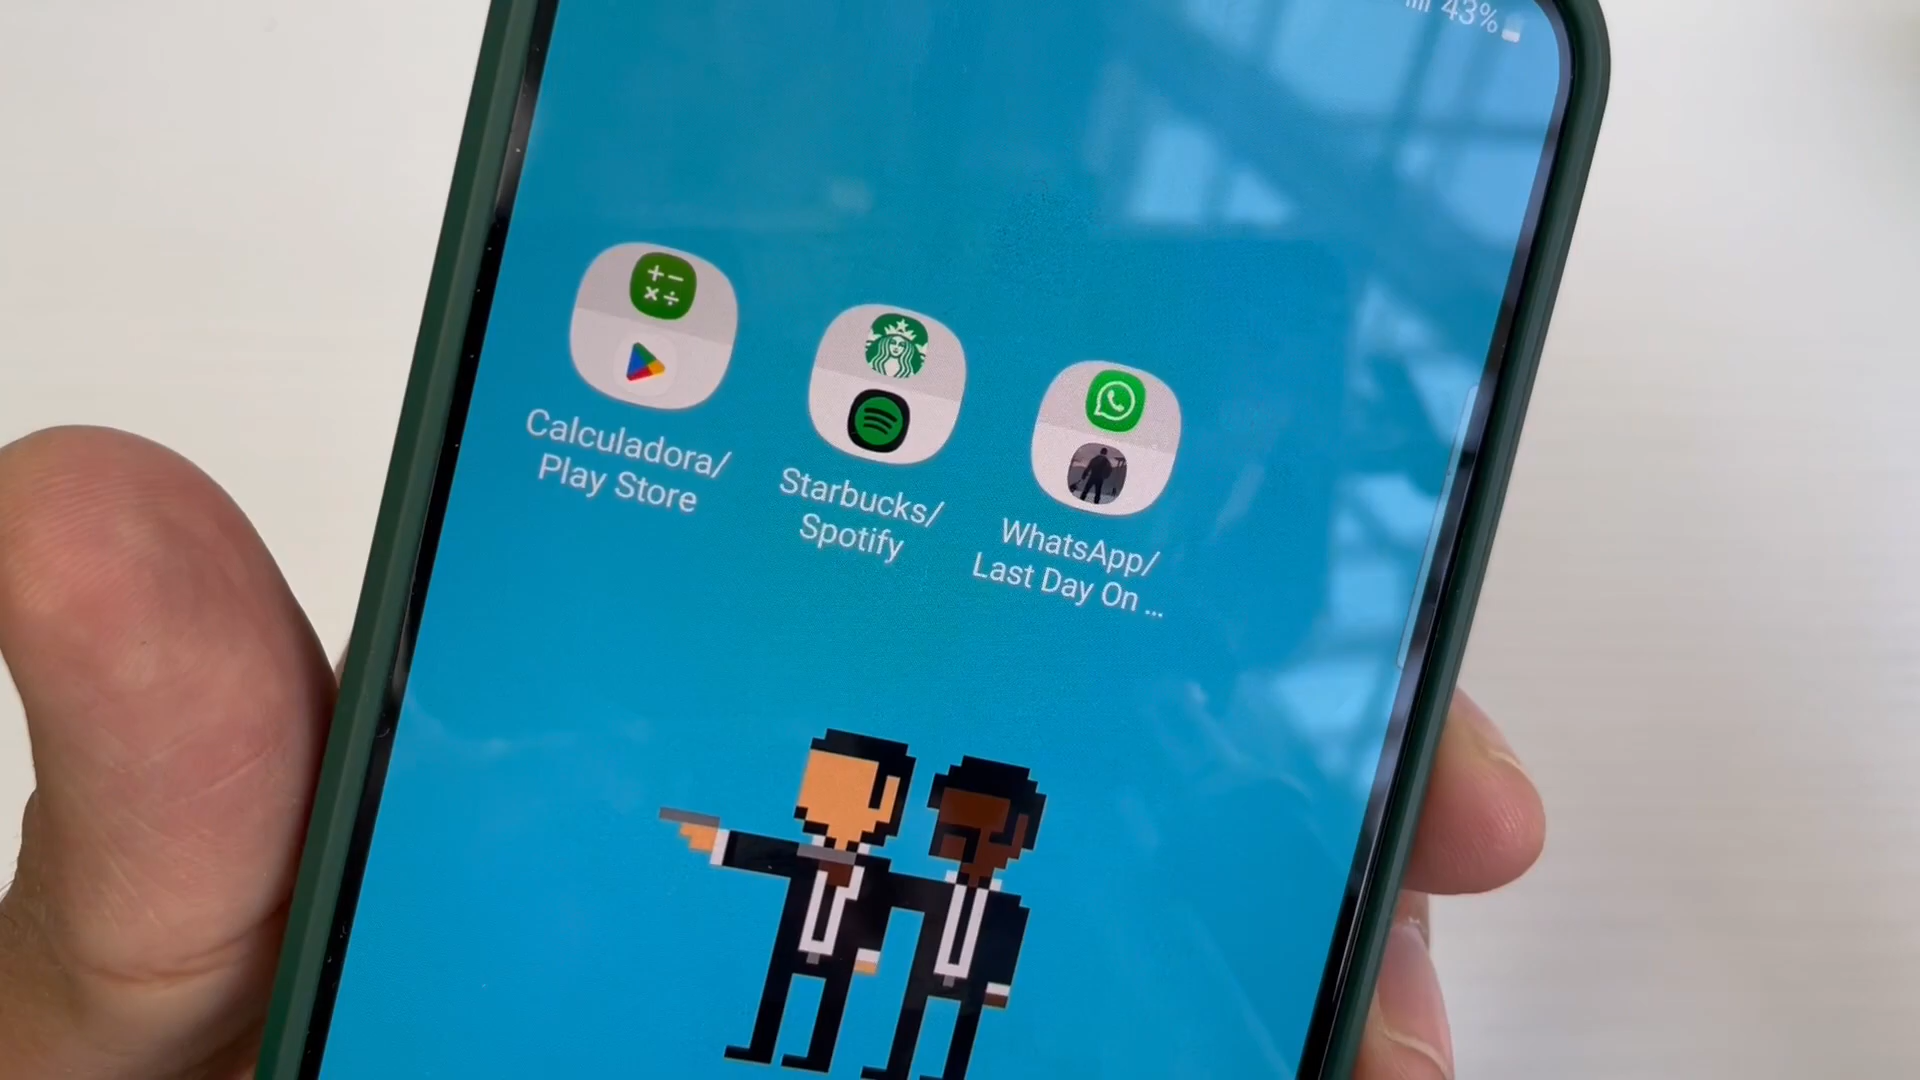 43%
Calculadora/
Play Store
Starbucks/
Spotify
WhatsApp/
Last Day On ...